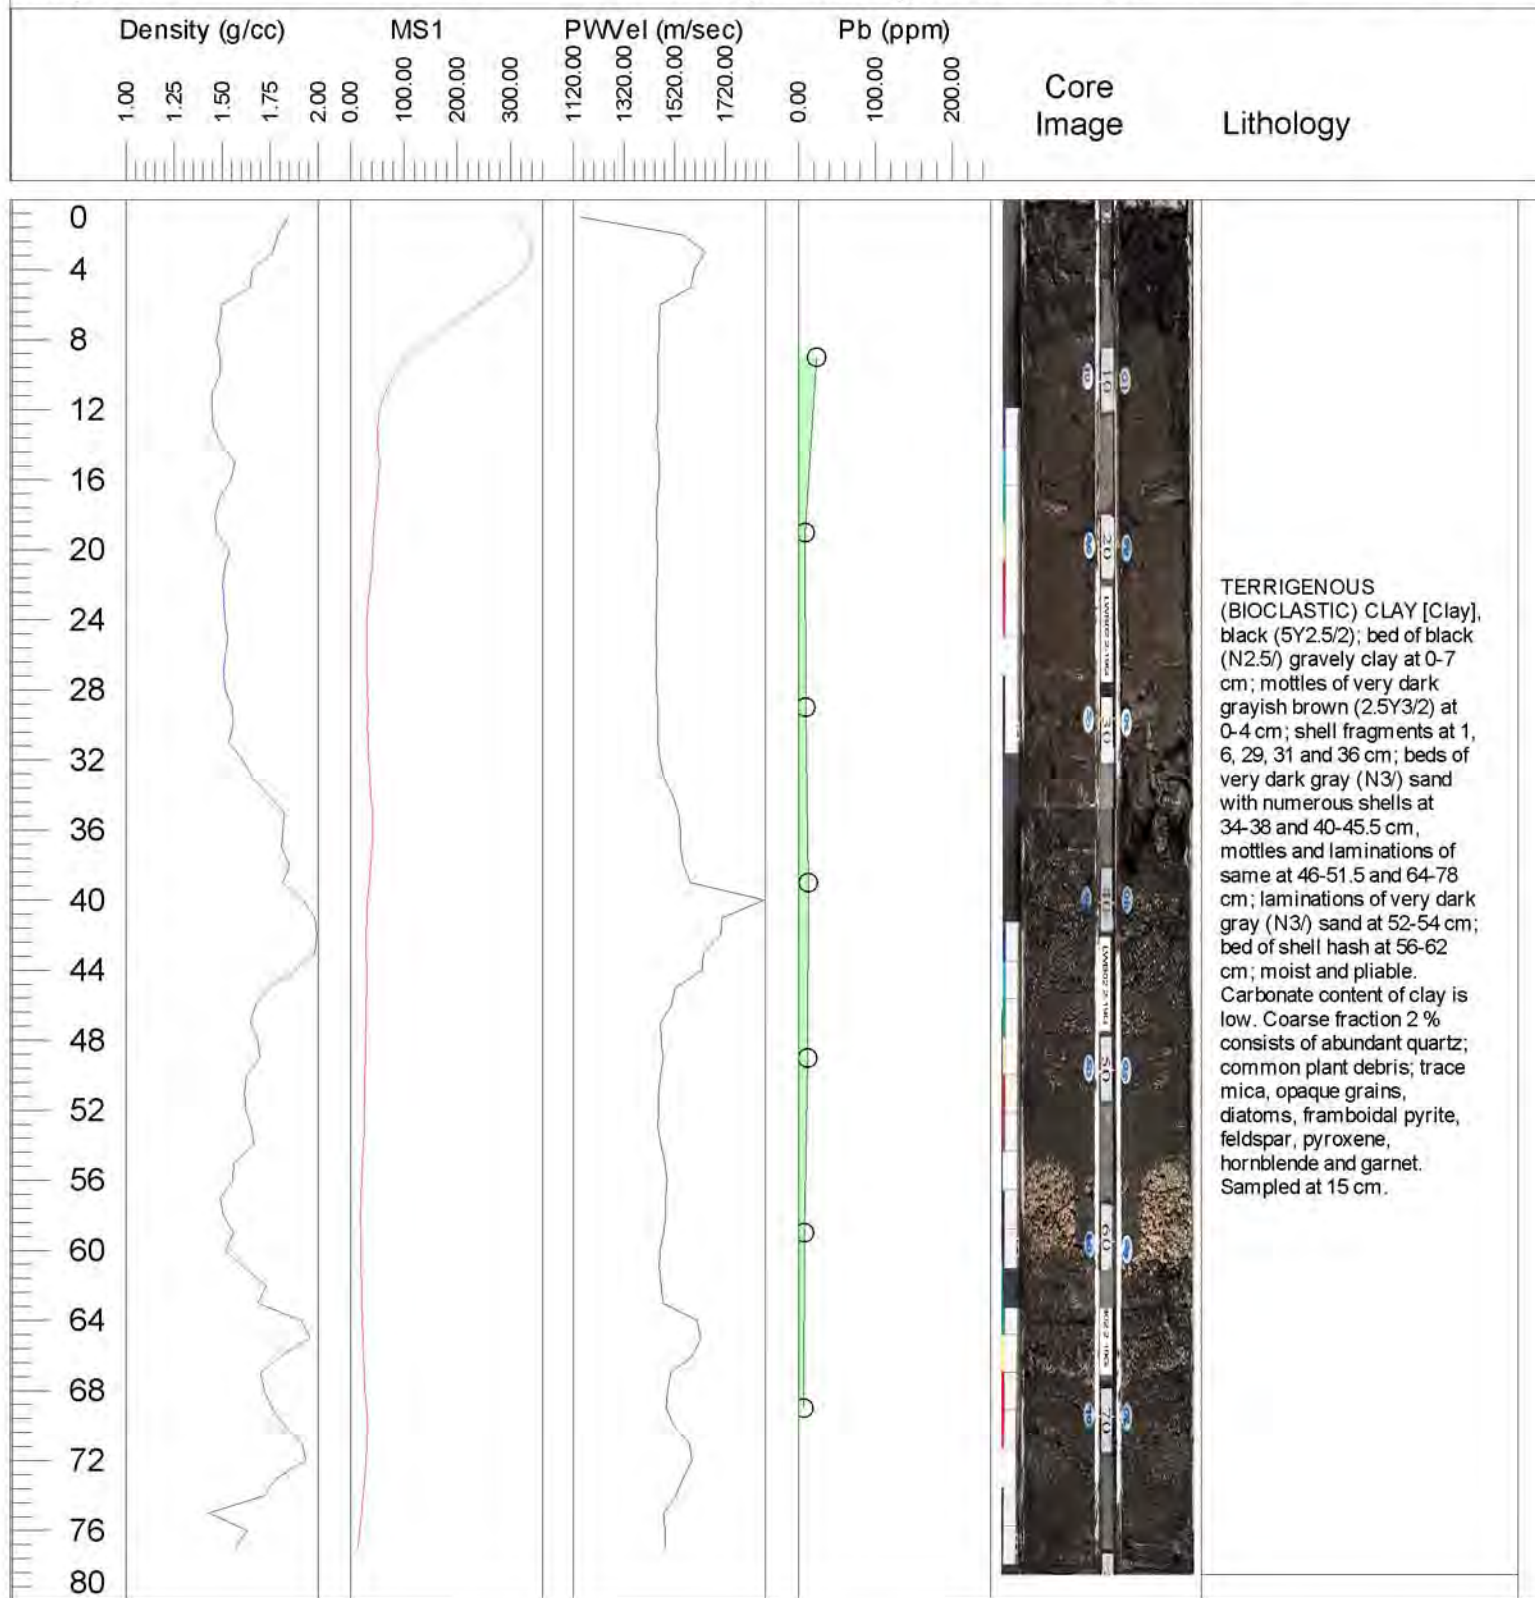 Density (g/cc)
MS1
PWVel (m/sec)
Pb (ppm)
1.00
1.25
1.50
1.75
2.00
0.00
100.00
200.00
300.00
1120.00
1320.00
1520.00
1720.00
0.00
100.00
200.00
Core
Image
Lithology
0
4
8
12
16
20
24
28
32
36
40
44
48
52
56
60
64
68
72
76
80
10
20
30
40
50
60
70
TERRIGENOUS
(BIOCLASTIC) CLAY [Clay],
black (5Y2.5/2); bed of black
(N2.5/) gravely clay at 0-7
cm; mottles of very dark
grayish brown (2.5Y3/2) at
0-4 cm; shell fragments at 1,
6, 29, 31 and 36 cm; beds of
very dark gray (N3/) sand
with numerous shells at
34-38 and 40-45.5 cm,
mottles and laminations of
same at 46-51.5 and 64-78
cm; laminations of very dark
gray (N3/) sand at 52-54 cm;
bed of shell hash at 56-62
cm; moist and pliable.
Carbonate content of clay is
low. Coarse fraction 2 %
consists of abundant quartz;
common plant debris; trace
mica, opaque grains,
diatoms, framboidal pyrite,
feldspar, pyroxene,
hornblende and garnet.
Sampled at 15 cm.